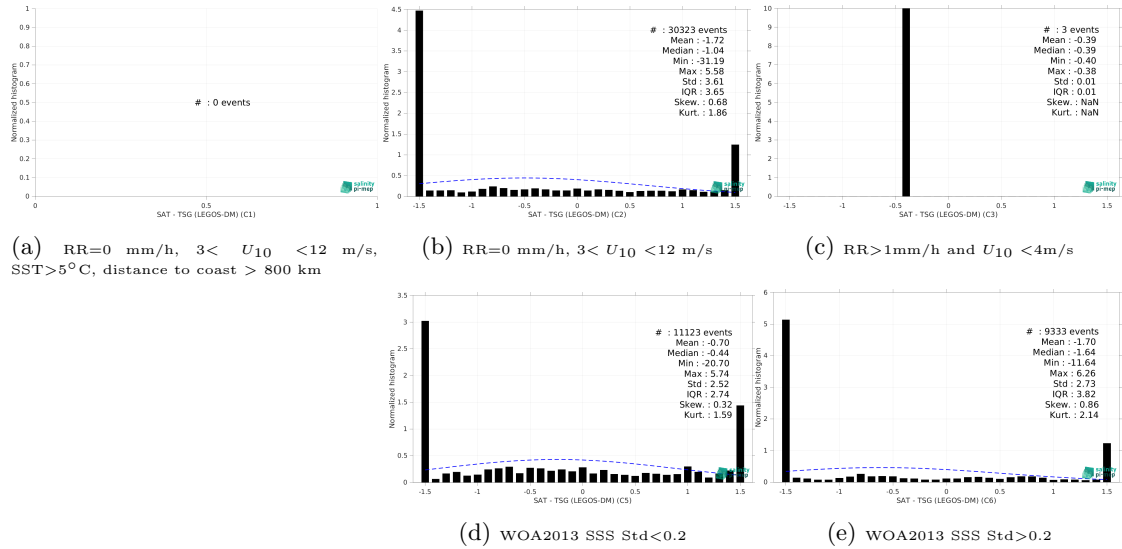 1
0.9
0.8
0.7
0.6
0.5
0.4
0.3
0.2
0.1
0
0
0.5
1
Normalized histogram
# : 0 events
salinity
pi-mep
SAT - TSG (LEGOS-DM) (C1)
(a) RR=0 mm/h, 3< U10 <12 m/s,
SST>5°C, distance to coast > 800 km
4.5
4
3.5
3
2.5
2
1.5
1
0.5
0
-1.5
-1
-0.5
0
0.5
1
1.5
Normalized histogram
# : 30323 events
Mean : -1.72
Median : -1.04
Min : -31.19
Max : 5.58
Std : 3.61
IQR : 3.65
Skew. : 0.68
Kurt. : 1.86
salinity
pi-mep
SAT - TSG (LEGOS-DM) (C2)
(b) RR=0 mm/h, 3< U10 <12 m/s
10
9
8
7
6
5
4
3
2
1
0
-1.5
-1
-0.5
0
0.5
1
1.5
Normalized histogram
# : 3 events
Mean : -0.39
Median : -0.39
Min : -0.40
Max : -0.38
Std : 0.01
IQR : 0.01
Skew. : NaN
Kurt. : NaN
salinity
pi-mep
SAT - TSG (LEGOS-DM) (C3)
(c) RR>1mm/h and U10 <4m/s
3.5
3
2.5
2
1.5
1
0.5
0
-1.5
-1
-0.5
0
0.5
1
1.5
Normalized histogram
# : 11123 events
Mean : -0.70
Median : -0.44
Min : -20.70
Max : 5.74
Std : 2.52
IQR : 2.74
Skew. : 0.32
Kurt. : 1.59
salinity
pi-mep
SAT - TSG (LEGOS-DM) (C5)
(d) WOA2013 SSS Std<0.2
6
5
4
3
2
1
0
-1.5
-1
-0.5
0
0.5
1
1.5
Normalized histogram
# : 9333 events
Mean : -1.70
Median : -1.64
Min : -11.64
Max : 6.26
Std : 2.73
IQR : 3.82
Skew. : 0.86
Kurt. : 2.14
salinity
pi-mep
SAT - TSG (LEGOS-DM) (C6)
(e) WOA2013 SSS Std>0.2